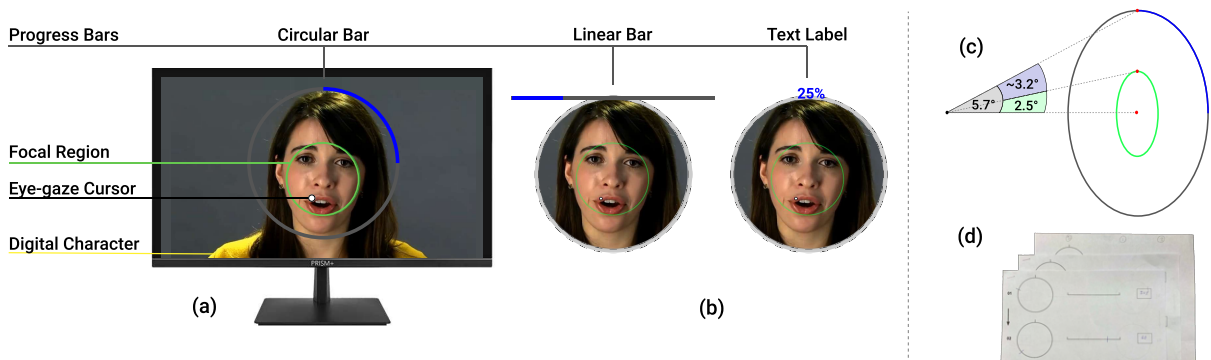 Progress Bars
Circular Bar
Linear Bar
Text Label
25%
Focal Region
Eye-gaze Cursor
Digital Character
PRISM+
(a)
(b)
(c)
~3.2°
5.7°
2.5°
(d)